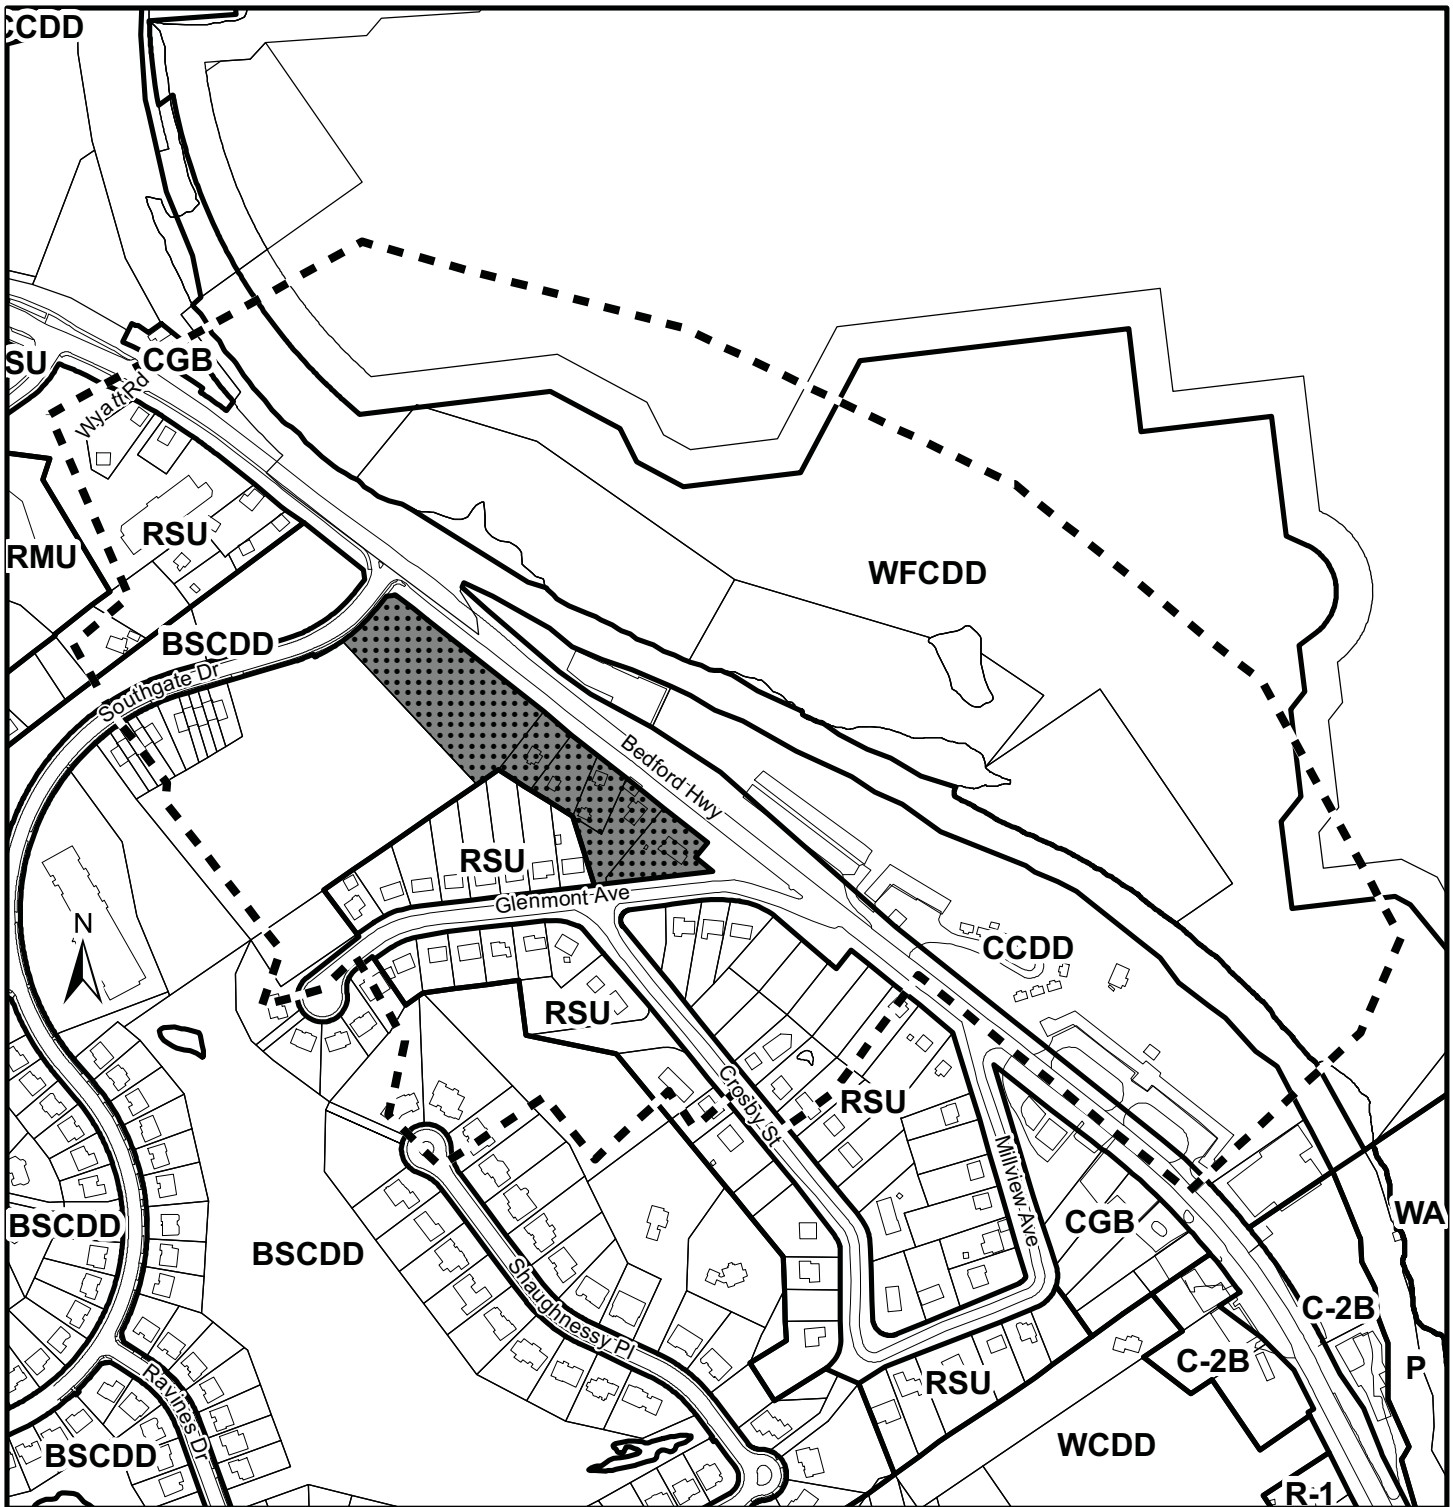 CCDD
SU
CGB
Wyatt Rd
RSU
RMU
WFCDD
BSCDD
Southgate Dr
Bedford Hwy
RSU
Glenmont Ave
N
CCDD
RSU
Crosby St
RSU
Millview Ave
BSCDD
BSCDD
CGB
WA
Shaughnessy Pl
C-2B
C-2B
P
Ravines Dr
RSU
BSCDD
WCDD
R-1